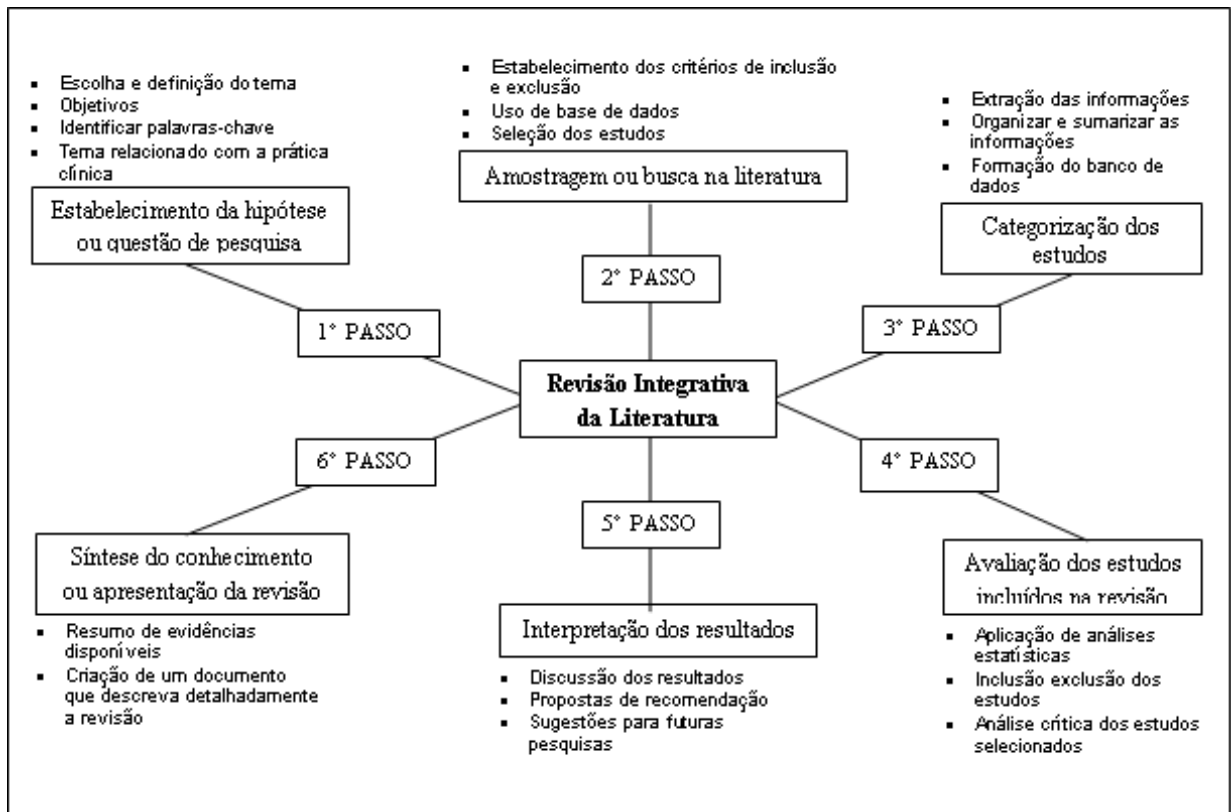 ▪ Escolha e definição do tema
▪ Objetivos
▪ Identificar palavras-chave
▪ Tema relacionado com a prática
clínica
Estabelecimento da hipótese
ou questão de pesquisa
1° PASSO
▪ Estabelecimento dos critérios de inclusão
e exclusão
▪ Uso de base de dados
▪ Seleção dos estudos
Amostragem ou busca na literatura
2° PASSO
▪ Extração das informações
▪ Organizar e sumarizar as
informações
▪ Formação do banco de
dados
Categorização dos
estudos
3° PASSO
Revisão Integrativa
da Literatura
4° PASSO
Avaliação dos estudos
incluídos na revisão
▪ Aplicação de análises
estatísticas
▪ Inclusão exclusão dos
estudos
▪ Análise crítica dos estudos
selecionados
5° PASSO
Interpretação dos resultados
▪ Discussão dos resultados
▪ Propostas de recomendação
▪ Sugestões para futuras
pesquisas
6° PASSO
Síntese do conhecimento
ou apresentação da revisão
▪ Resumo de evidências
disponíveis
▪ Criação de um documento
que descreva detalhadamente
a revisão